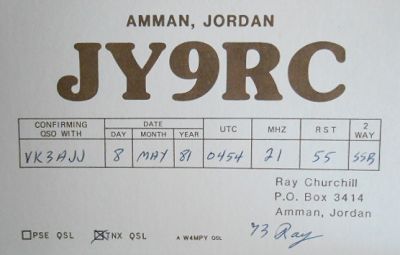 AMMAN, JORDAN
JY9RC
CONFIRMING QSO WITH DATE DAY MONTH YEAR UTC MHZ RST 2 WAY
VK3AJJ 8 MAY 81 0454 21 55 SSB
Ray Churchill
P.O. Box 3414
Amman, Jordan
73 Ray
PSE QSL TNX QSL A W4MPY QSL